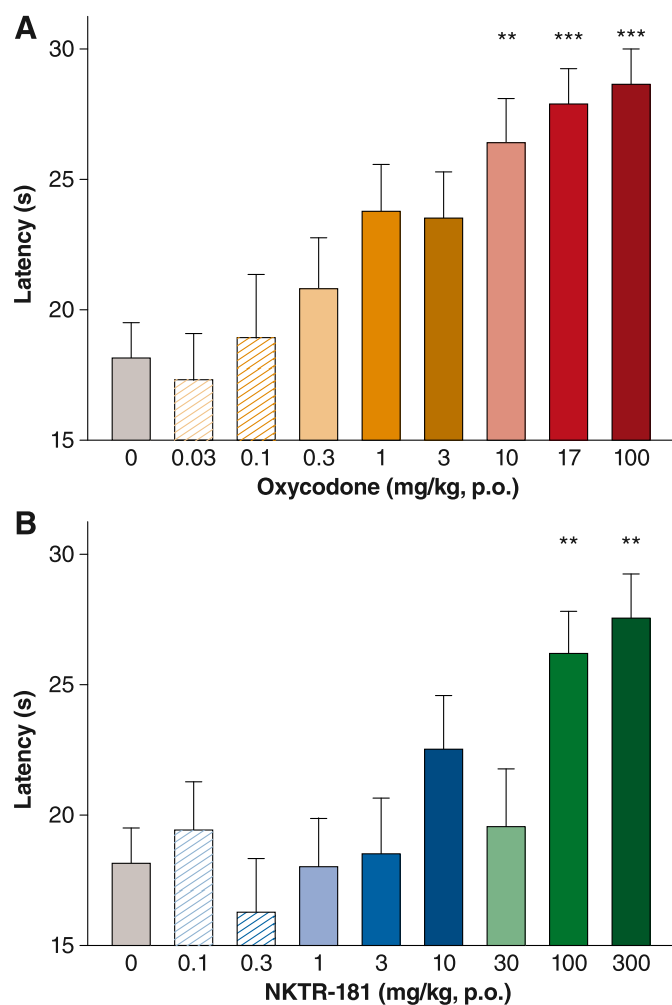 A
** *** ***
30
25
20
15
Latency (s)
0 0.03 0.1 0.3 1 3 10 17 100
Oxycodone (mg/kg, p.o.)
B
** **
30
25
20
15
Latency (s)
0 0.1 0.3 1 3 10 30 100 300
NKTR-181 (mg/kg, p.o.)